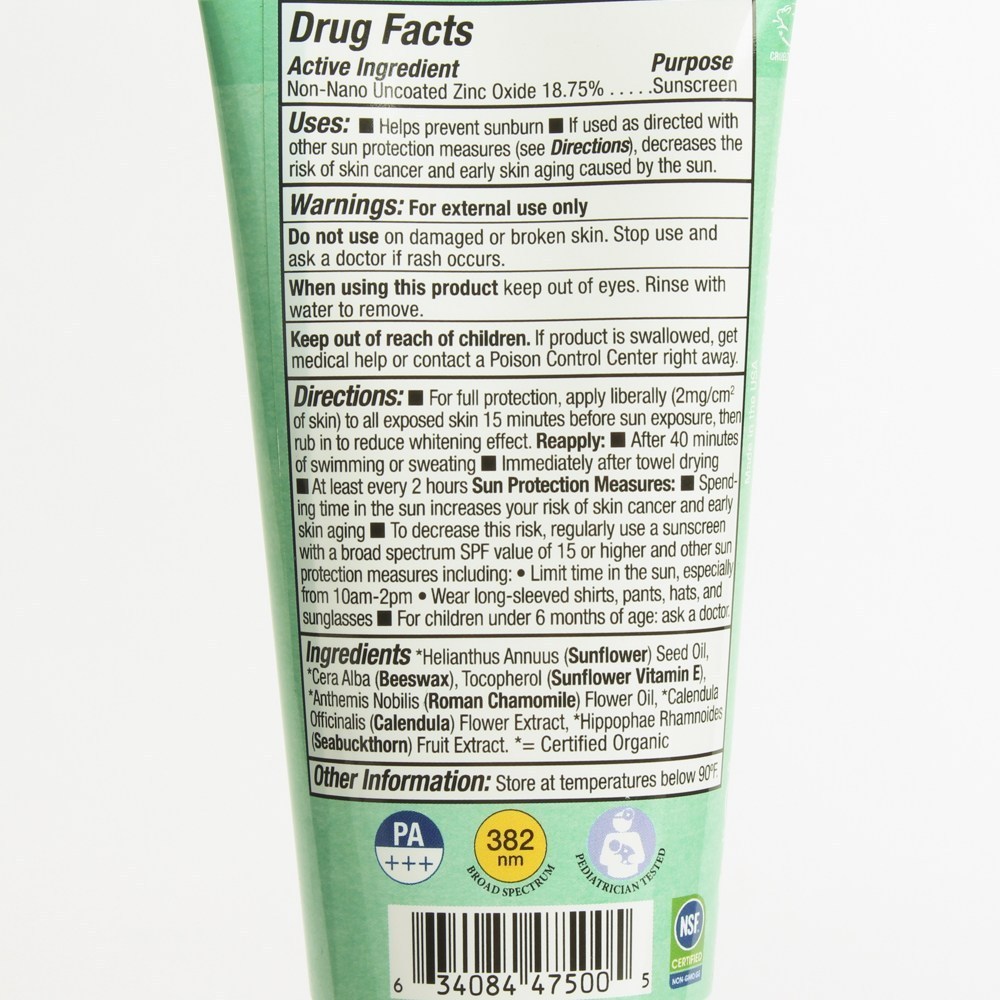 Drug Facts
Active Ingredient Purpose
Non-Nano Uncoated Zinc Oxide 18.75% . . . . .Sunscreen
Uses: ■ Helps prevent sunburn ■ If used as directed with
other sun protection measures (see Directions), decreases the
risk of skin cancer and early skin aging caused by the sun.
Warnings: For external use only
Do not use on damaged or broken skin. Stop use and
ask a doctor if rash occurs.
When using this product keep out of eyes. Rinse with
water to remove.
Keep out of reach of children. If product is swallowed, get
medical help or contact a Poison Control Center right away.
Directions: ■ For full protection, apply liberally (2mg/cm²
of skin) to all exposed skin 15 minutes before sun exposure, then
rub in to reduce whitening effect. Reapply: ■ After 40 minutes
of swimming or sweating ■ Immediately after towel drying
■ At least every 2 hours Sun Protection Measures: ■ Spend-
ing time in the sun increases your risk of skin cancer and early
skin aging ■ To decrease this risk, regularly use a sunscreen
with a broad spectrum SPF value of 15 or higher and other sun
protection measures including: • Limit time in the sun, especially
from 10am-2pm • Wear long-sleeved shirts, pants, hats, and
sunglasses ■ For children under 6 months of age: ask a doctor.
Ingredients *Helianthus Annuus (Sunflower) Seed Oil,
*Cera Alba (Beeswax), Tocopherol (Sunflower Vitamin E),
*Anthemis Nobilis (Roman Chamomile) Flower Oil, *Calendula
Officinalis (Calendula) Flower Extract, *Hippophae Rhamnoides
(Seabuckthorn) Fruit Extract. *= Certified Organic
Other Information: Store at temperatures below 90°F.
PA
+++
382
nm
BROAD SPECTRUM
PEDIATRICIAN TESTED
NSF
CERTIFIED
NON-GMO
6 34084 47500 5
Made in the USA